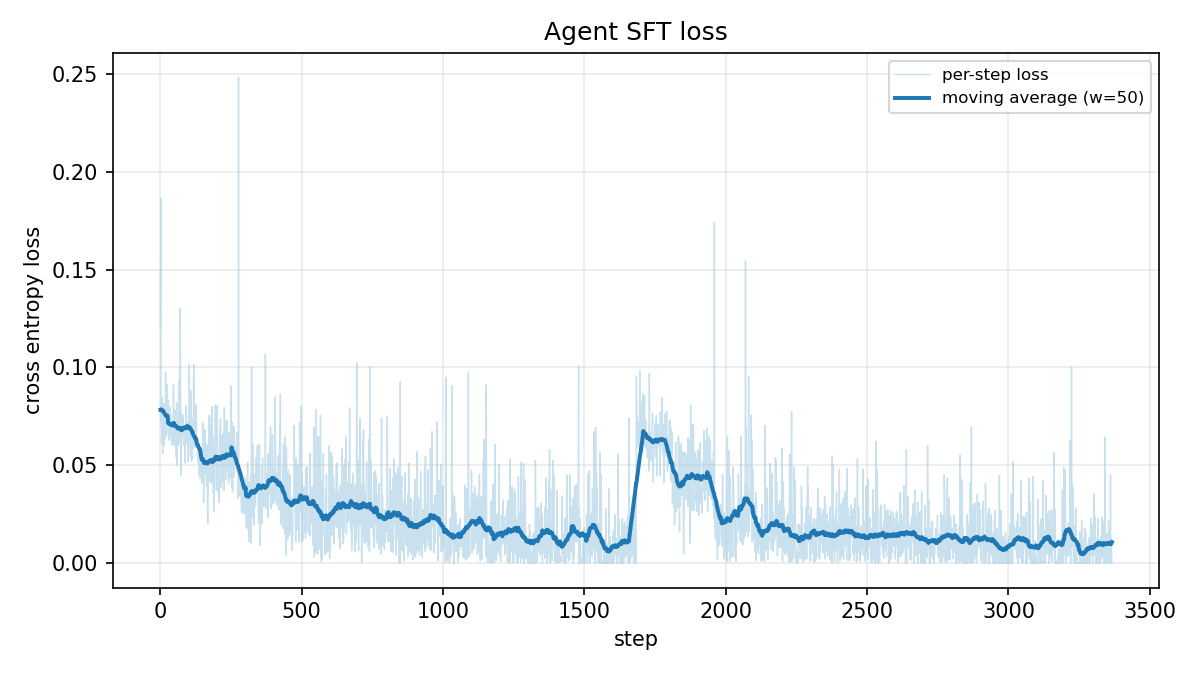 Agent SFT loss
per-step loss
moving average (w=50)
cross entropy loss
0.25
0.20
0.15
0.10
0.05
0.00
0 500 1000 1500 2000 2500 3000 3500
step